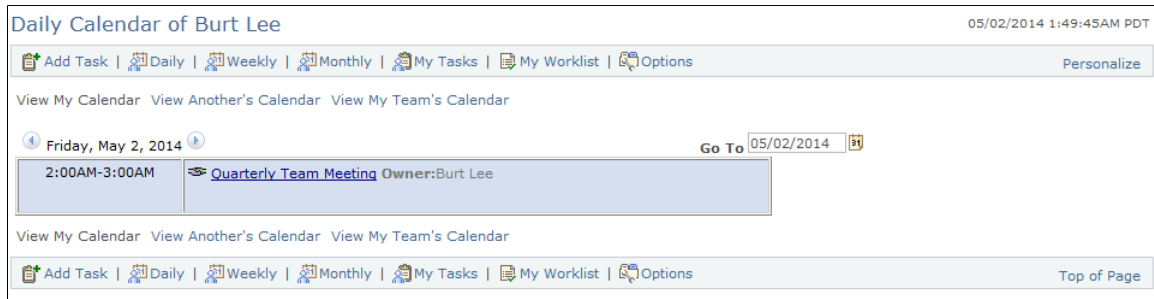 Daily Calendar of Burt Lee 05/02/2014 1:49:45AM PDT
Add Task | Daily | Weekly | Monthly | My Tasks | My Worklist | Options Personalize
View My Calendar View Another's Calendar View My Team's Calendar
Friday, May 2, 2014 Go To 05/02/2014 31
2:00AM-3:00AM Quarterly Team Meeting Owner:Burt Lee
View My Calendar View Another's Calendar View My Team's Calendar
Add Task | Daily | Weekly | Monthly | My Tasks | My Worklist | Options Top of Page